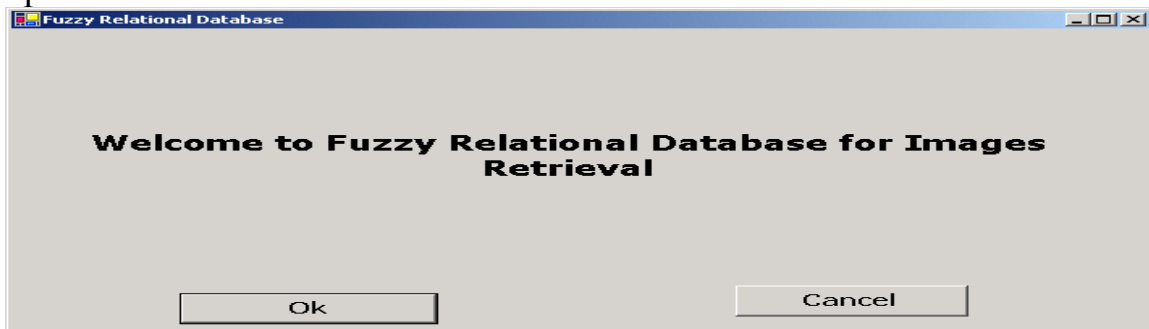 Fuzzy Relational Database
Welcome to Fuzzy Relational Database for Images
Retrieval
Ok
Cancel